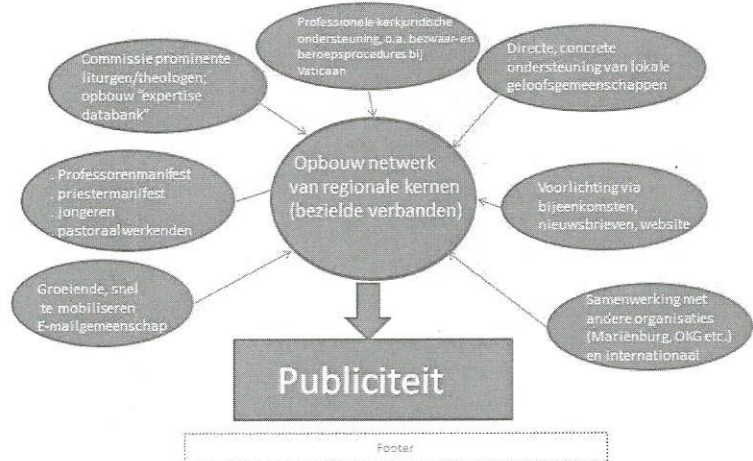 Professionele kerkjuridische
ondersteuning, o.a. bezwaar- en
beroepsprocedures bij
Vaticaan
Commissie prominente
liturgen/theologen;
opbouw "expertise
databank"
Directe, concrete
ondersteuning van lokale
geloofsgemeenschappen
. Professorenmanifest
. priestermanifest
. jongeren
. pastoraal werkenden
Opbouw netwerk
van regionale kernen
(bezielde verbanden)
Voorlichting via
bijeenkomsten,
nieuwsbrieven, website
Groeiende, snel
te mobiliseren
E-mailgemeenschap
Samenwerking met
andere organisaties
(Mariënburg, OKG etc.)
en internationaal
Publiciteit
Footer